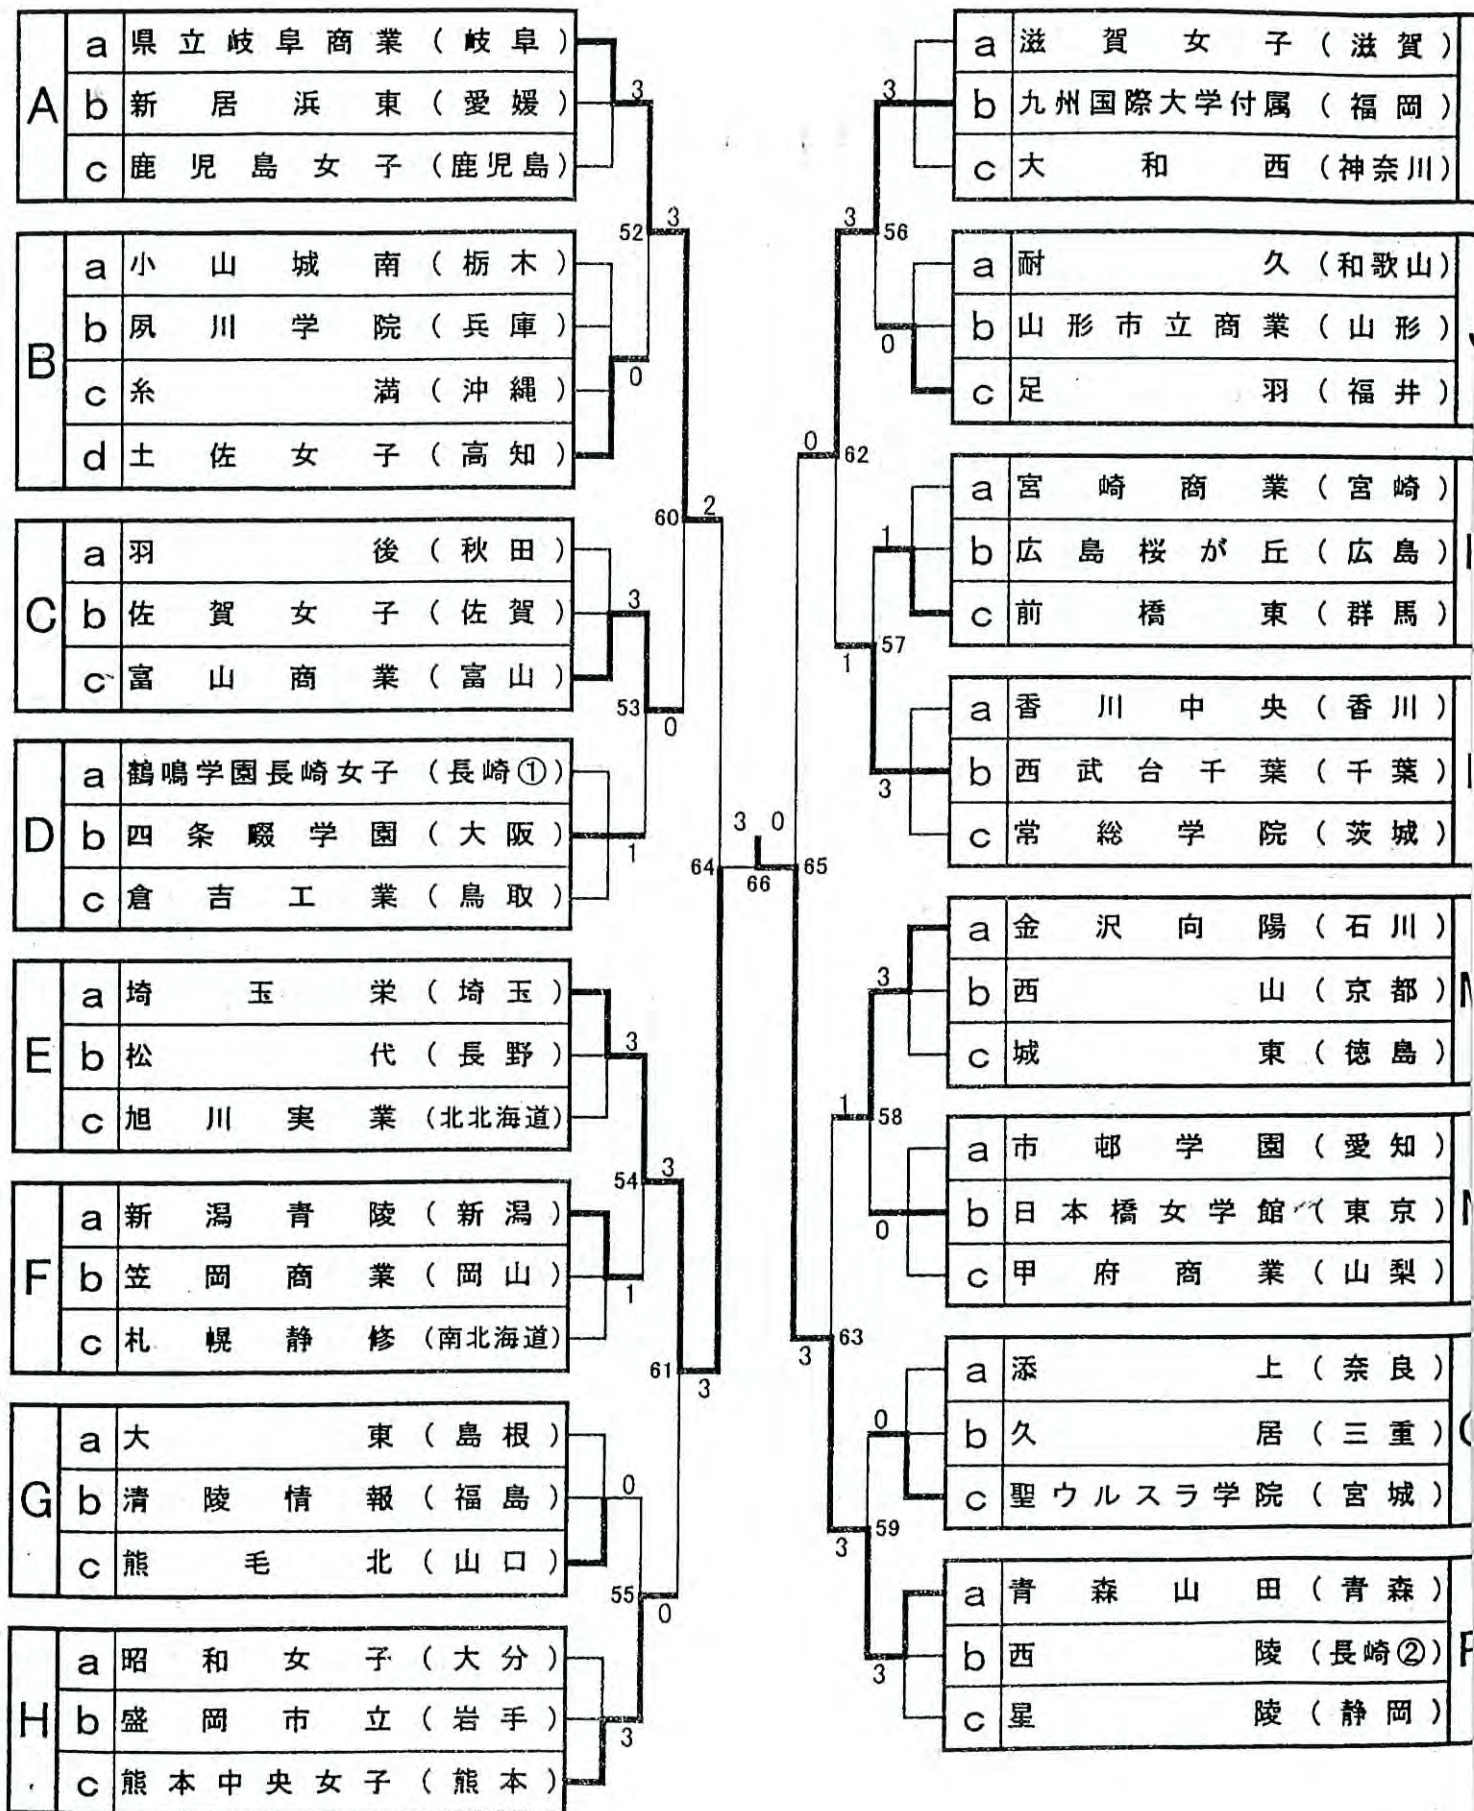 A
a 県立岐阜商業（岐阜）
b 新居浜東（愛媛）
c 鹿児島女子（鹿児島）
3
B
a 小山城南（栃木）
b 夙川学院（兵庫）
c 糸満（沖縄）
d 土佐女子（高知）
52 3
0
C
a 羽後（秋田）
b 佐賀女子（佐賀）
c 富山商業（富山）
60 2
3
53 0
D
a 鶴鳴学園長崎女子（長崎①）
b 四条畷学園（大阪）
c 倉吉工業（鳥取）
1
E
a 埼玉栄（埼玉）
b 松代（長野）
c 旭川実業（北北海道）
3
F
a 新潟青陵（新潟）
b 笠岡商業（岡山）
c 札幌静修（南北海道）
54 3
1
61 3
G
a 大東（島根）
b 清陵情報（福島）
c 熊毛北（山口）
0
55 0
H
a 昭和女子（大分）
b 盛岡市立（岩手）
c 熊本中央女子（熊本）
3
3 0
64 66 65
a 滋賀女子（滋賀）
b 九州国際大学付属（福岡）
c 大和西（神奈川）
3
3 56
a 耐久（和歌山）
b 山形市立商業（山形）
c 足羽（福井）
0
0 62
a 宮崎商業（宮崎）
b 広島桜が丘（広島）
c 前橋東（群馬）
1
1 57
a 香川中央（香川）
b 西武台千葉（千葉）
c 常総学院（茨城）
3
a 金沢向陽（石川）
b 西山（京都）
c 城東（徳島）
3
1 58
a 市邨学園（愛知）
b 日本橋女学館（東京）
c 甲府商業（山梨）
0
3 63
a 添上（奈良）
b 久居（三重）
c 聖ウルスラ学院（宮城）
0
3 59
a 青森山田（青森）
b 西陵（長崎②）
c 星陵（静岡）
3